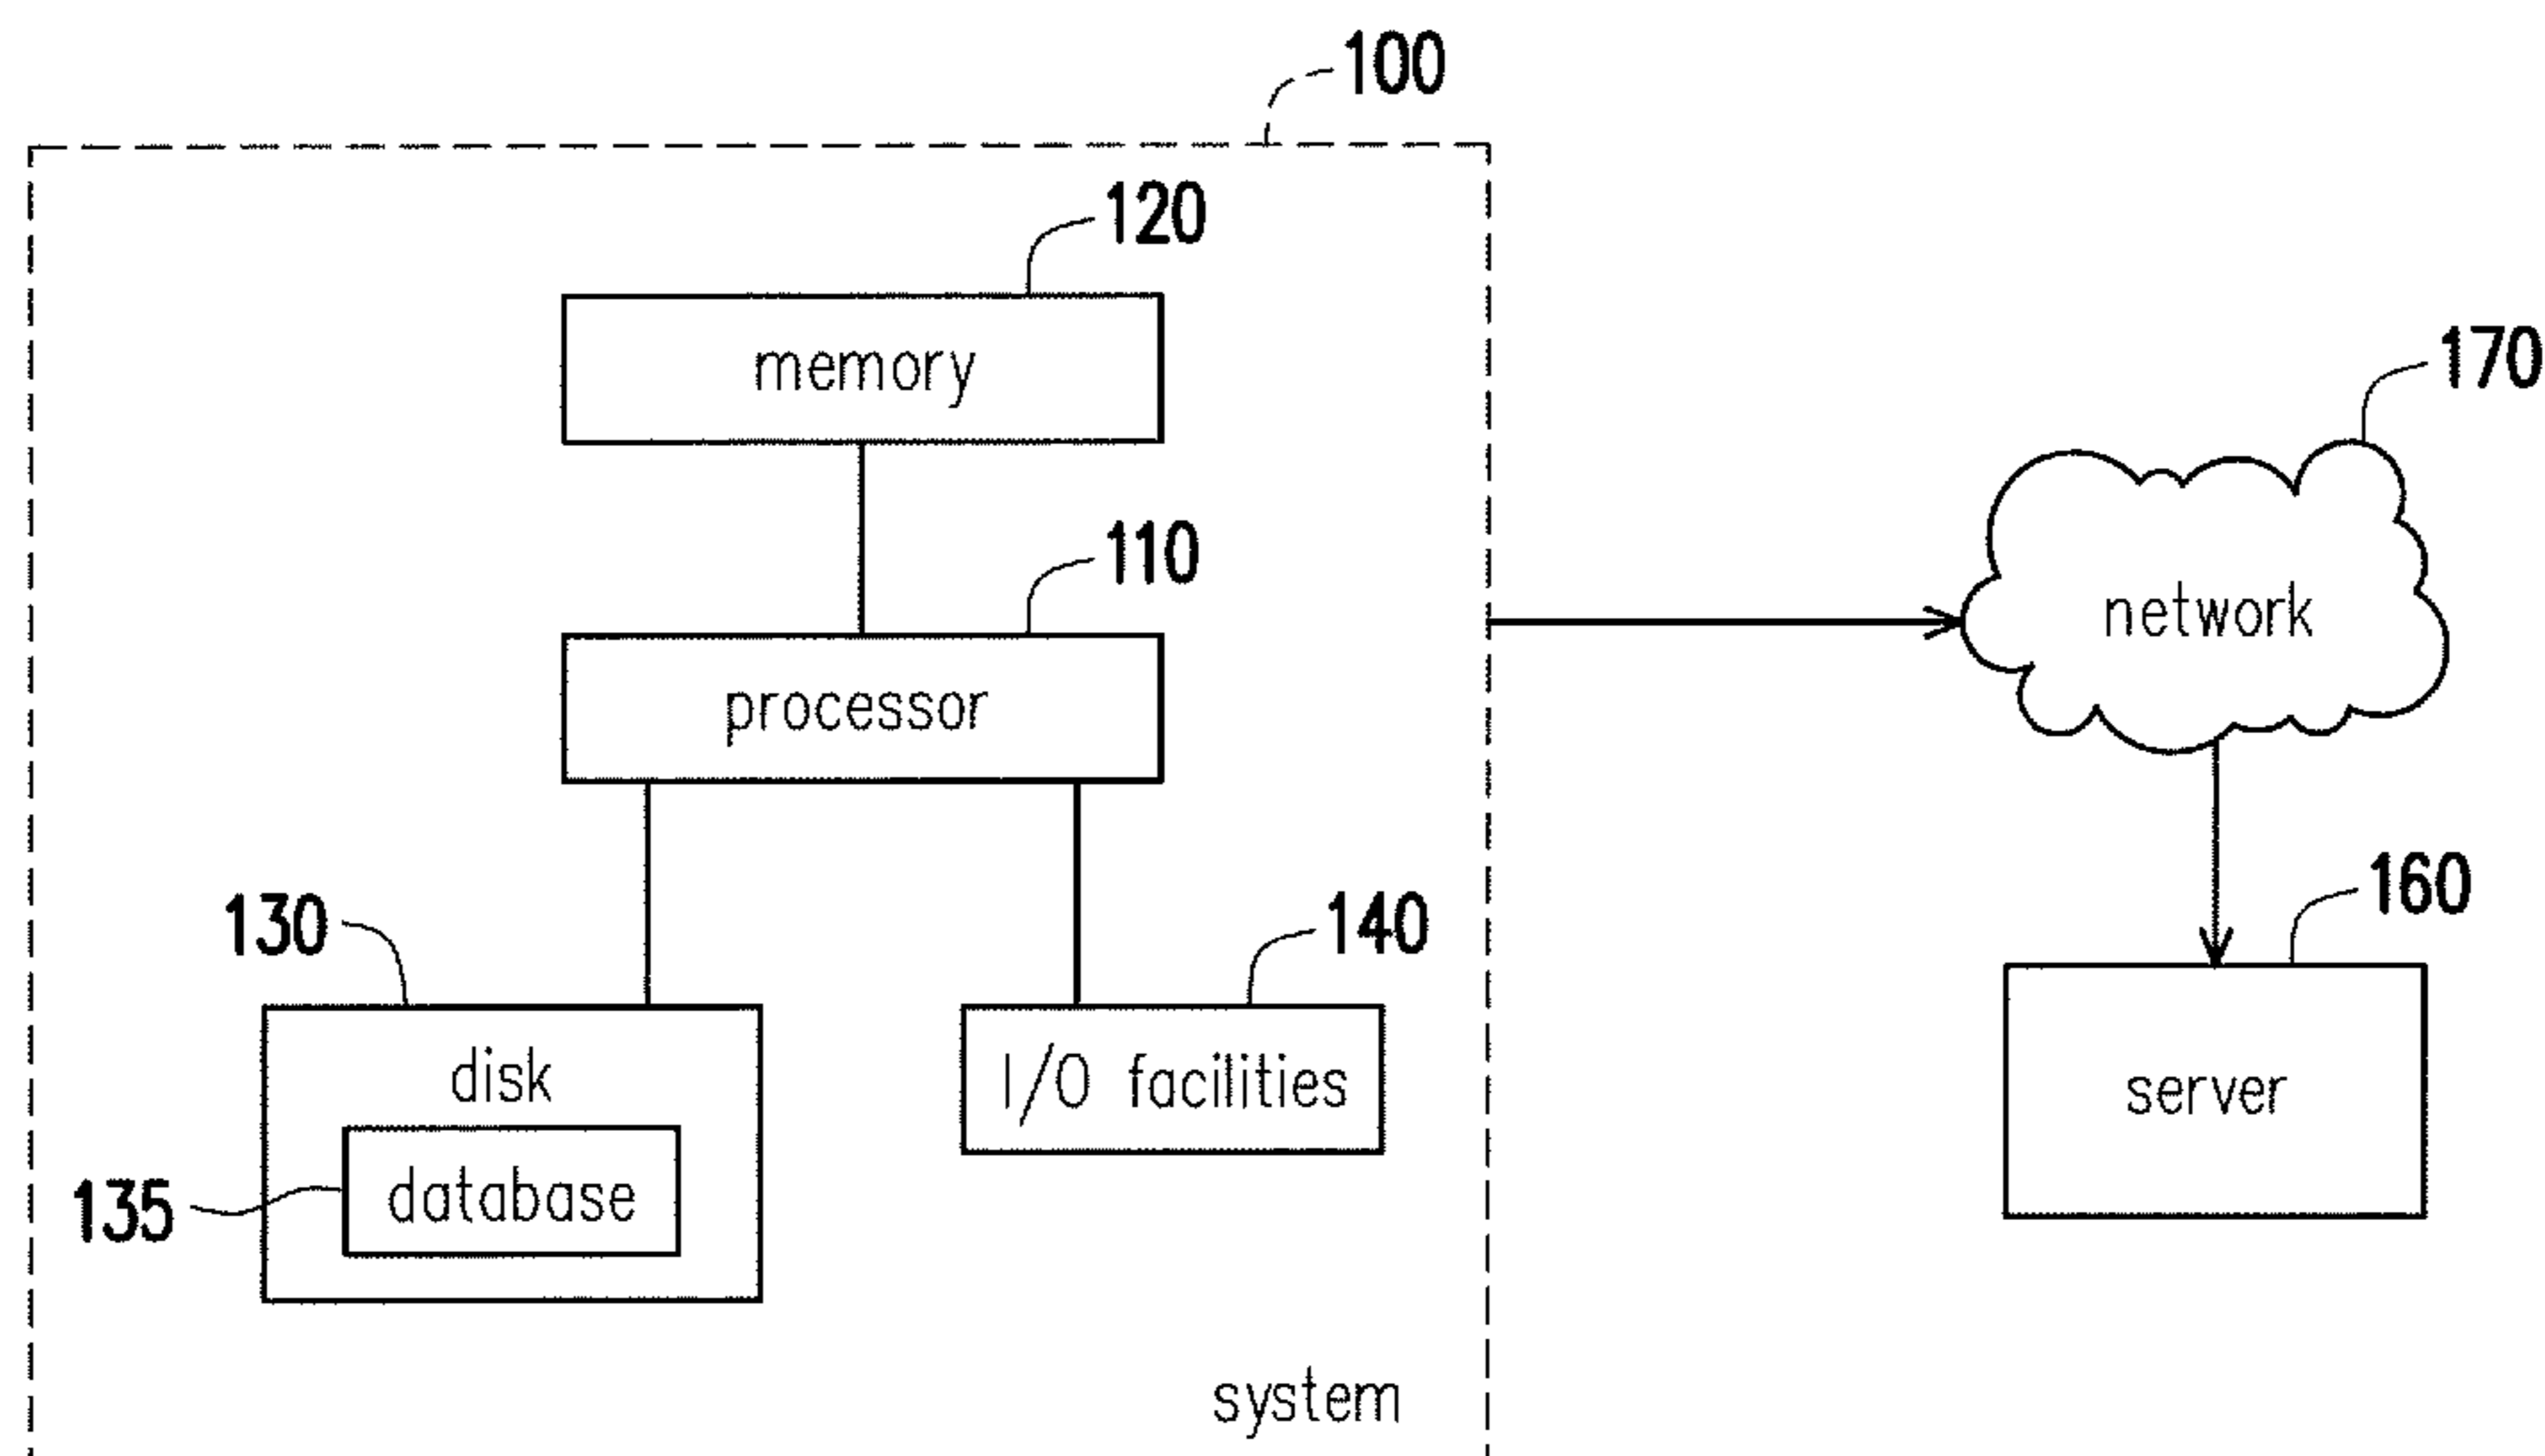 100
120
memory
170
110
network
processor
160
130
140
disk
I/O facilities
server
135
database
system